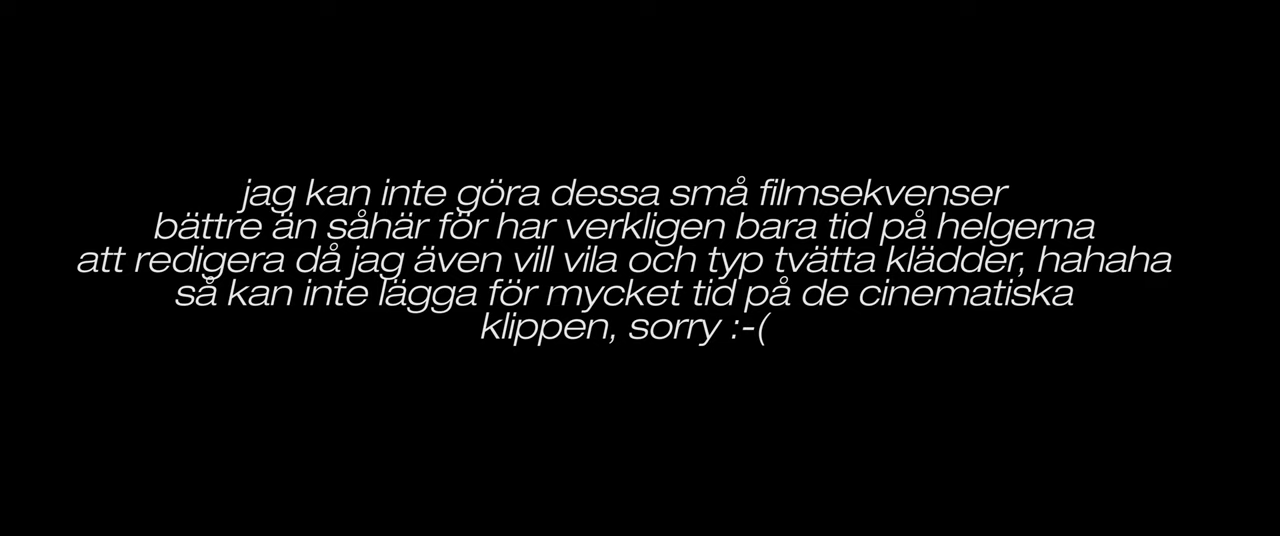 jag kan inte göra dessa små filmsekvenser
bättre än såhär för har verkligen bara tid på helgerna
att redigera då jag även vill vila och typ tvätta klädder, hahaha
så kan inte lägga för mycket tid på de cinematiska
klippen, sorry :-(